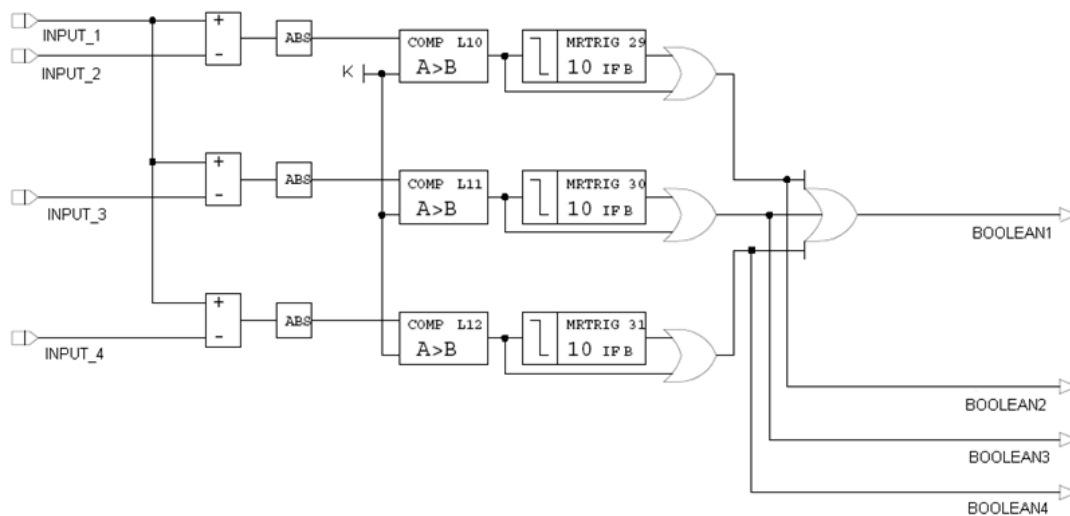 INPUT_1
+
-
ABS
COMP L10
A>B
MRTRIG 29
10 IFB
INPUT_2
K
+
-
ABS
COMP L11
A>B
MRTRIG 30
10 IFB
INPUT_3
BOOLEAN1
+
-
ABS
COMP L12
A>B
MRTRIG 31
10 IFB
INPUT_4
BOOLEAN2
BOOLEAN3
BOOLEAN4